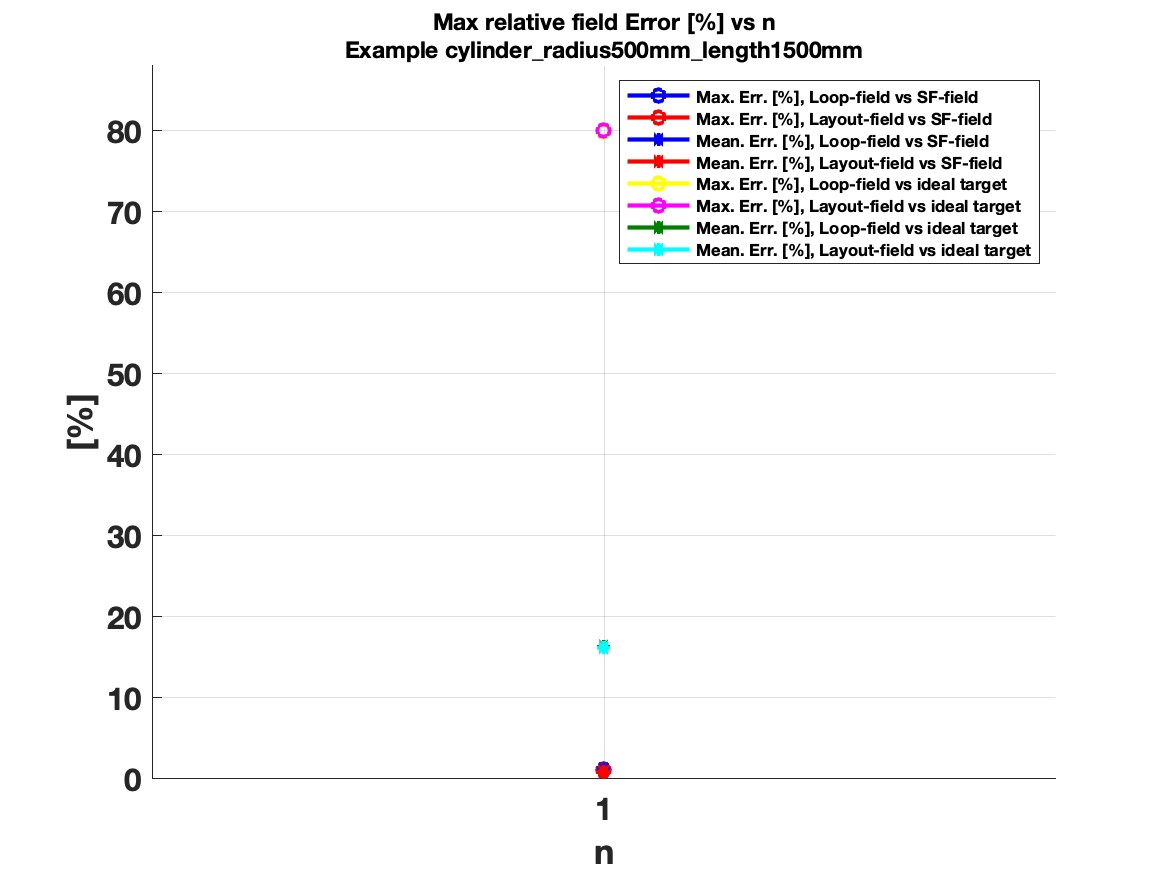 Max relative field Error [%] vs n
Example cylinder_radius500mm_length1500mm
Max. Err. [%], Loop-field vs SF-field
Max. Err. [%], Layout-field vs SF-field
Mean. Err. [%], Loop-field vs SF-field
Mean. Err. [%], Layout-field vs SF-field
Max. Err. [%], Loop-field vs ideal target
Max. Err. [%], Layout-field vs ideal target
Mean. Err. [%], Loop-field vs ideal target
Mean. Err. [%], Layout-field vs ideal target
80
70
60
50
40
30
20
10
0
[%]
1
n